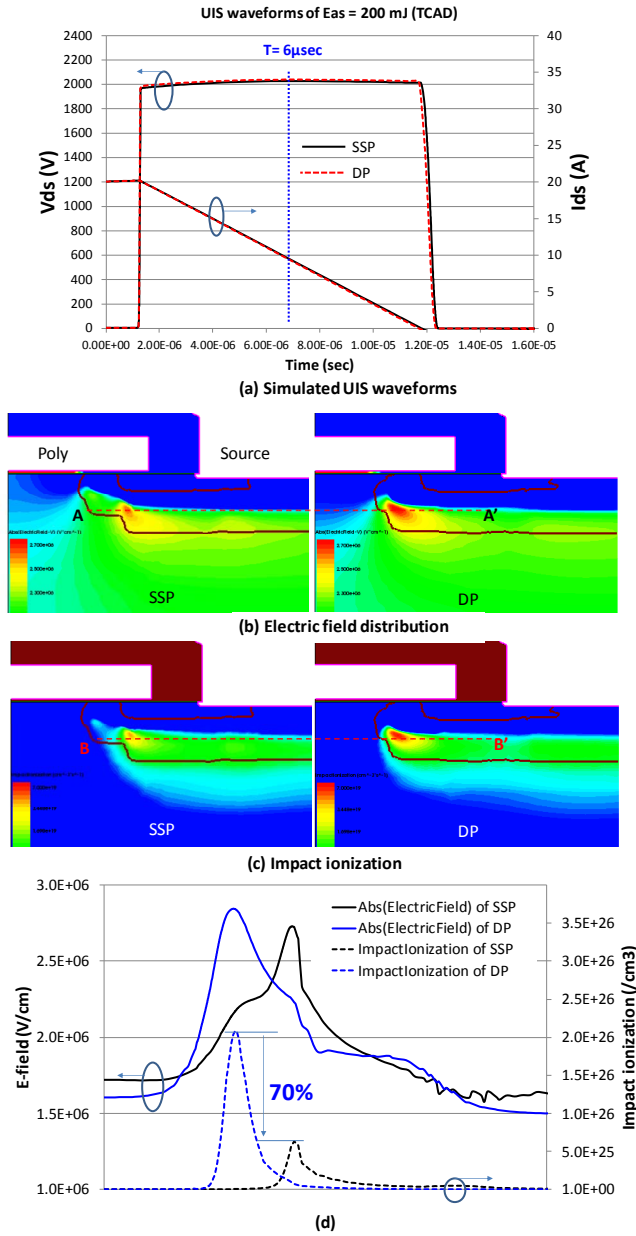 UIS waveforms of Eas = 200 mJ (TCAD)
T= 6μsec
Vds (V)
2400
2200
2000
1800
1600
1400
1200
1000
800
600
400
200
0
SSP
DP
40
35
30
25
20
15
10
5
0
Ids (A)
0.00E+00 2.00E-06 4.00E-06 6.00E-06 8.00E-06 1.00E-05 1.20E-05 1.40E-05 1.60E-05
Time (sec)
(a) Simulated UIS waveforms
Poly
Source
A
A'
SSP
DP
(b) Electric field distribution
B
B'
SSP
DP
(c) Impact ionization
E-field (V/cm)
3.0E+06
2.5E+06
2.0E+06
1.5E+06
1.0E+06
Abs(ElectricField) of SSP
Abs(ElectricField) of DP
ImpactIonization of SSP
ImpactIonization of DP
70%
3.5E+26
3.0E+26
2.5E+26
2.0E+26
1.5E+26
1.0E+26
5.0E+25
1.0E+00
Impact ionization (/cm3)
(d)